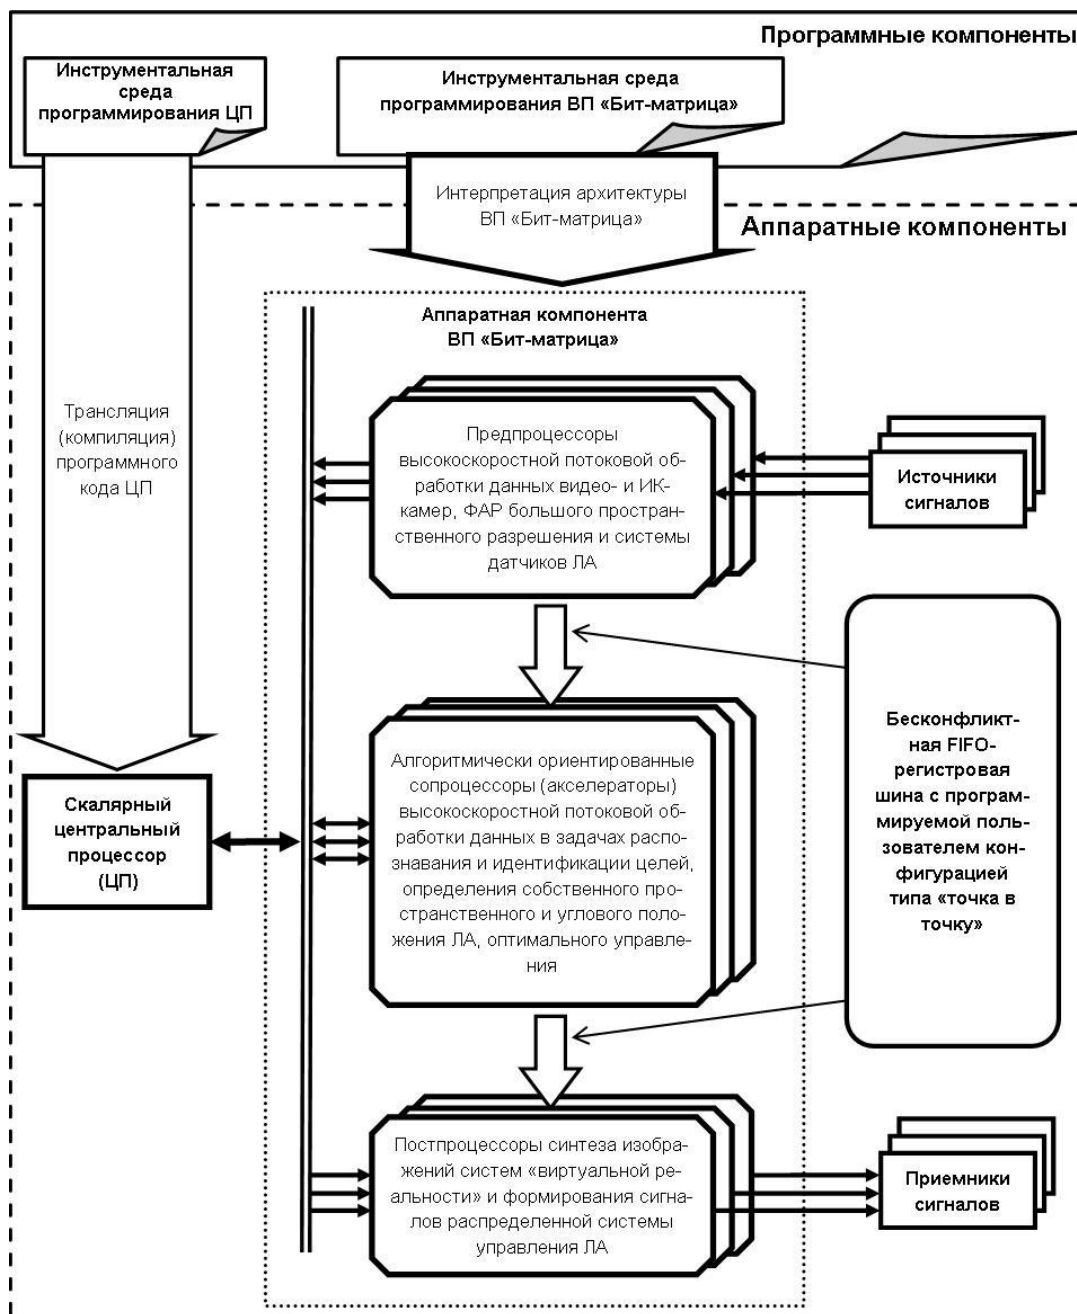 Программные компоненты
Инструментальная
среда
программирования ЦП
Инструментальная среда
программирования ВП «Бит-матрица»
Интерпретация архитектуры
ВП «Бит-матрица»
Аппаратные компоненты
Аппаратная компонента
ВП «Бит-матрица»
Трансляция
(компиляция)
программного
кода ЦП
Предпроцессоры
высокоскоростной потоковой об-
работки данных видео- и ИК-
камер, ФАР большого простран-
ственного разрешения и системы
датчиков ЛА
Источники
сигналов
Бесконфликт-
ная FIFO-
регистровая
шина с програм-
мируемой поль-
зователем кон-
фигурацией
типа «точка в
точку»
Алгоритмически ориентированные
сопроцессоры (акселераторы)
высокоскоростной потоковой об-
работки данных в задачах распо-
знавания и идентификации целей,
определения собственного про-
странственного и углового поло-
жения ЛА, оптимального управле-
ния
Скалярный
центральный
процессор
(ЦП)
Постпроцессоры синтеза изобра-
жений систем «виртуальной ре-
альности» и формирования сигна-
лов распределенной системы
управления ЛА
Приемники
сигналов